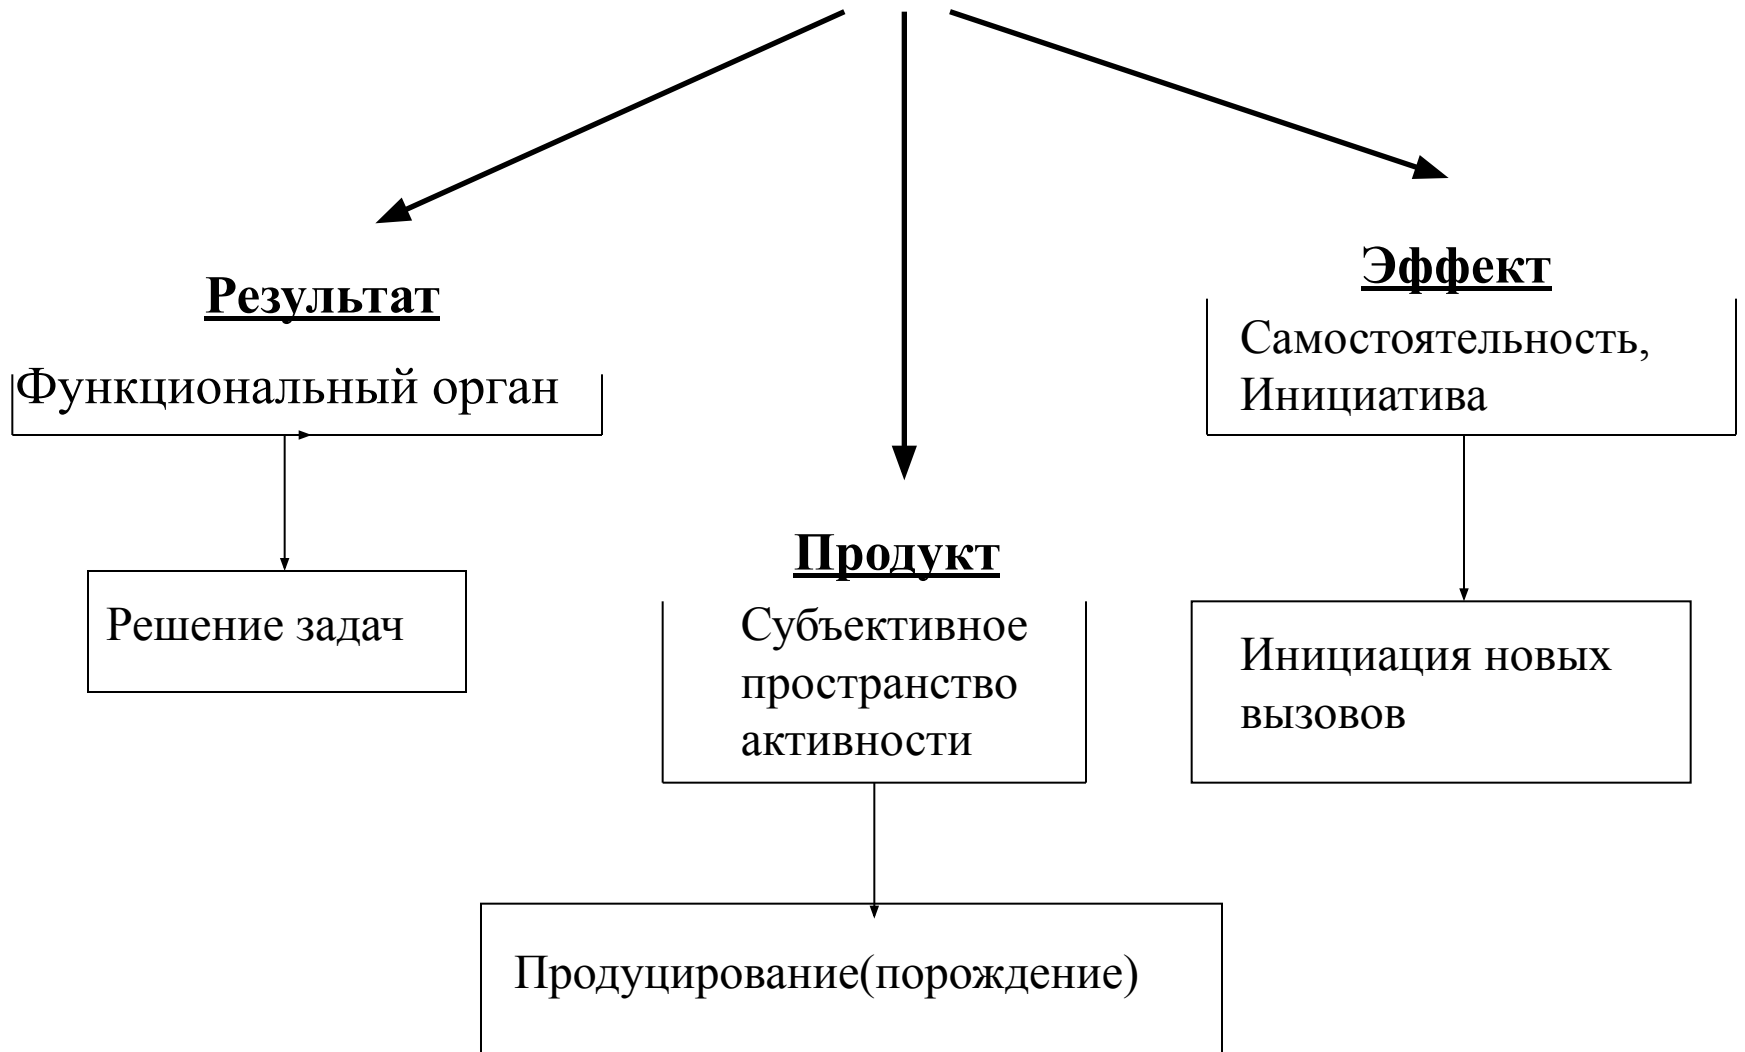 Результат
Функциональный орган
Решение задач
Продукт
Субъективное
пространство
активности
Продуцирование(порождение)
Эффект
Самостоятельность,
Инициатива
Инициация новых
вызовов